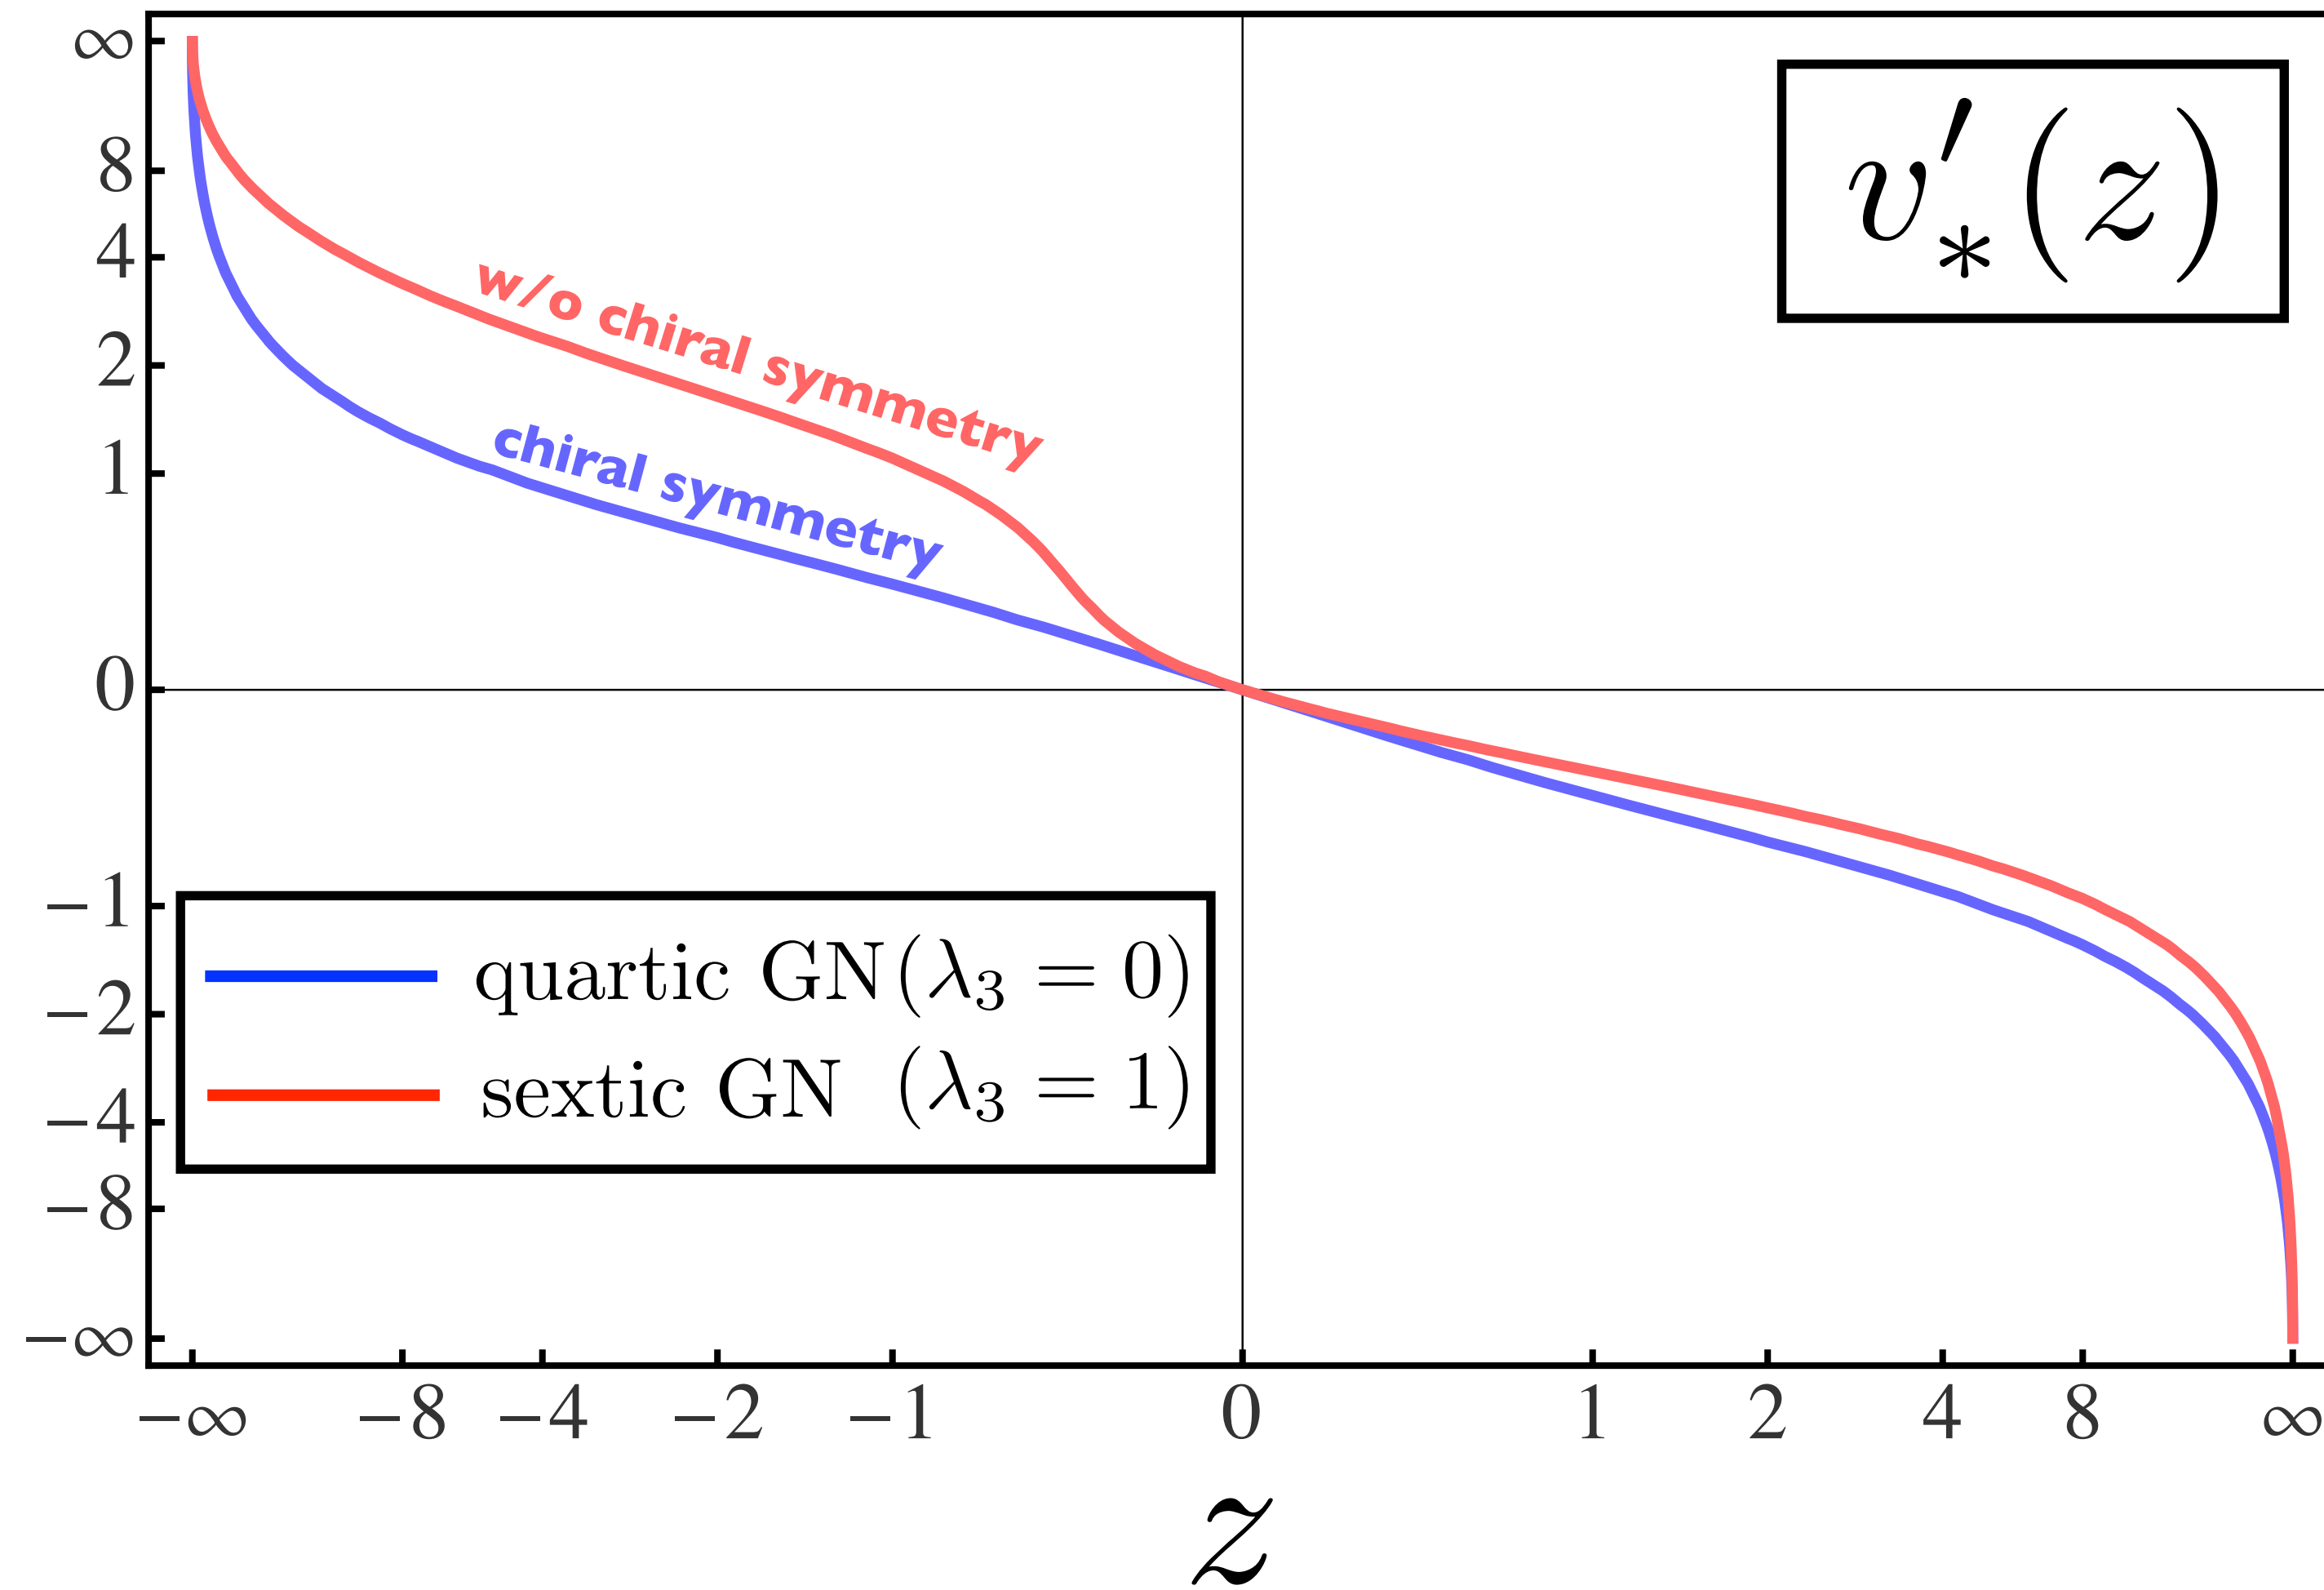 ∞
8
4
2
1
0
−1
−2
−4
−8
−∞
v′*(z)
w/o chiral symmetry
chiral symmetry
quartic GN(λ₃ = 0)
sextic GN (λ₃ = 1)
−∞ −8 −4 −2 −1 0 1 2 4 8 ∞
z